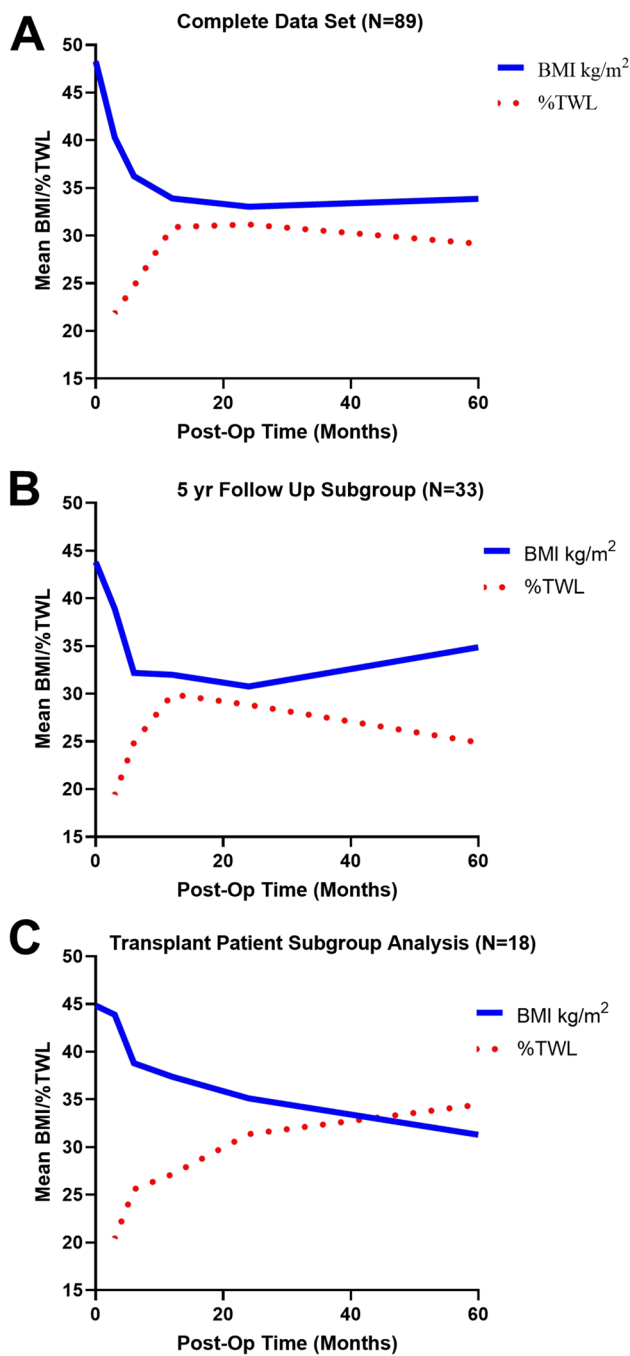 A
Complete Data Set (N=89)
50
45
40
35
30
25
20
15
Mean BMI/%TWL
0
20
40
60
Post-Op Time (Months)
BMI kg/m²
%TWL
B
5 yr Follow Up Subgroup (N=33)
50
45
40
35
30
25
20
15
Mean BMI/%TWL
0
20
40
60
Post-Op Time (Months)
BMI kg/m²
%TWL
C
Transplant Patient Subgroup Analysis (N=18)
50
45
40
35
30
25
20
15
Mean BMI/%TWL
0
20
40
60
Post-Op Time (Months)
BMI kg/m²
%TWL